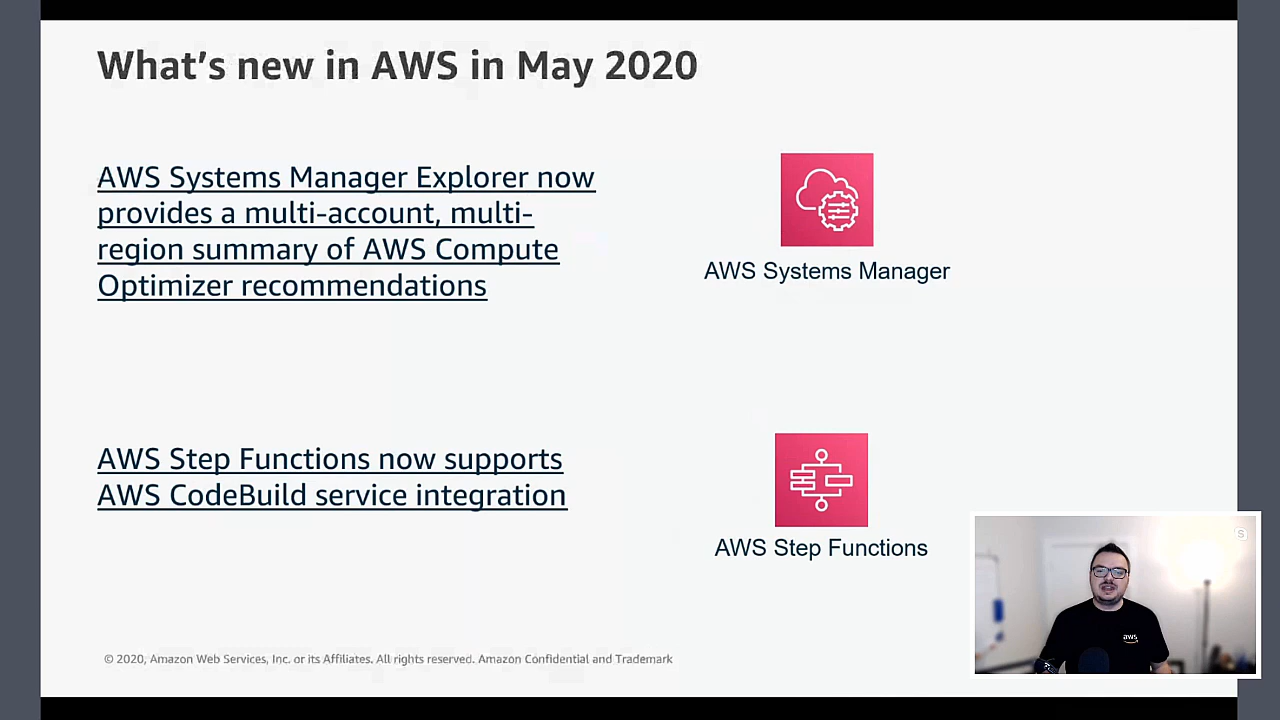 What's new in AWS in May 2020
AWS Systems Manager Explorer now
provides a multi-account, multi-
region summary of AWS Compute
Optimizer recommendations
AWS Systems Manager
AWS Step Functions now supports
AWS CodeBuild service integration
AWS Step Functions
S
aws
© 2020, Amazon Web Services, Inc. or its Affiliates. All rights reserved. Amazon Confidential and Trademark